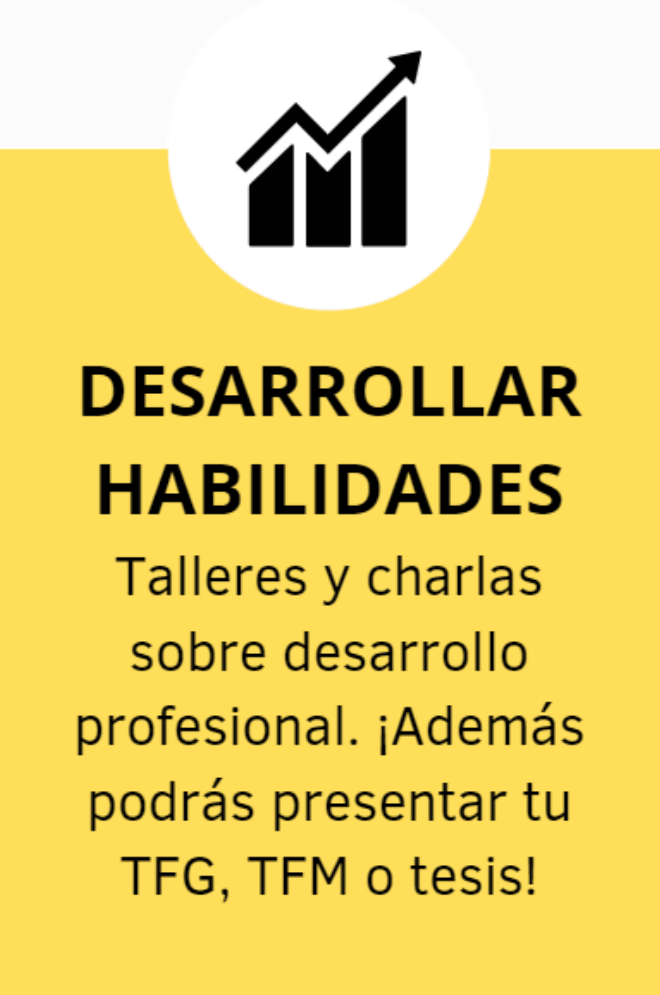 DESARROLLAR
HABILIDADES
Talleres y charlas
sobre desarrollo
profesional. ¡Además
podrás presentar tu
TFG, TFM o tesis!